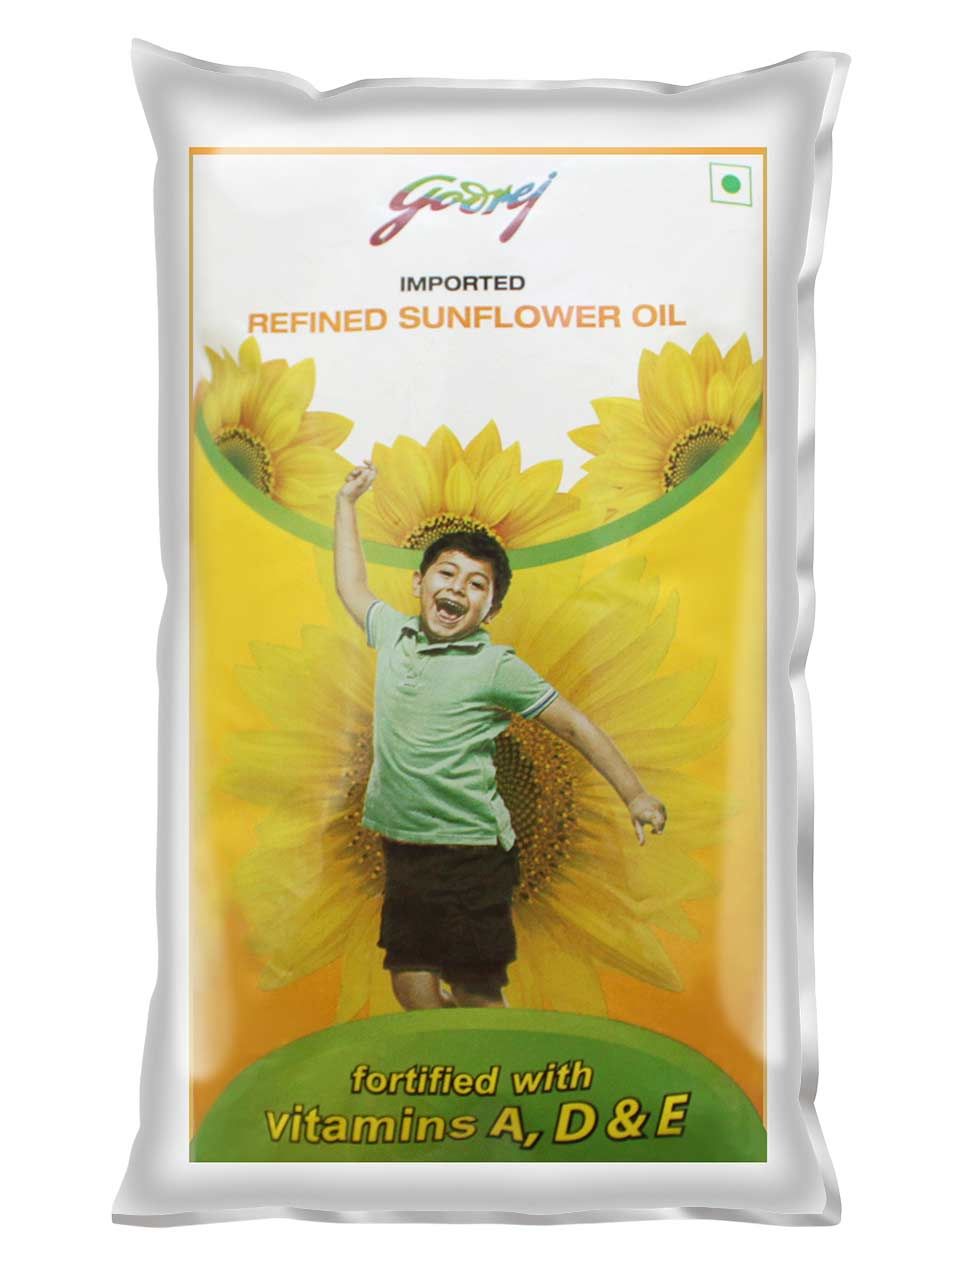 Godrej
IMPORTED
REFINED SUNFLOWER OIL
fortified with
vitamins A, D & E